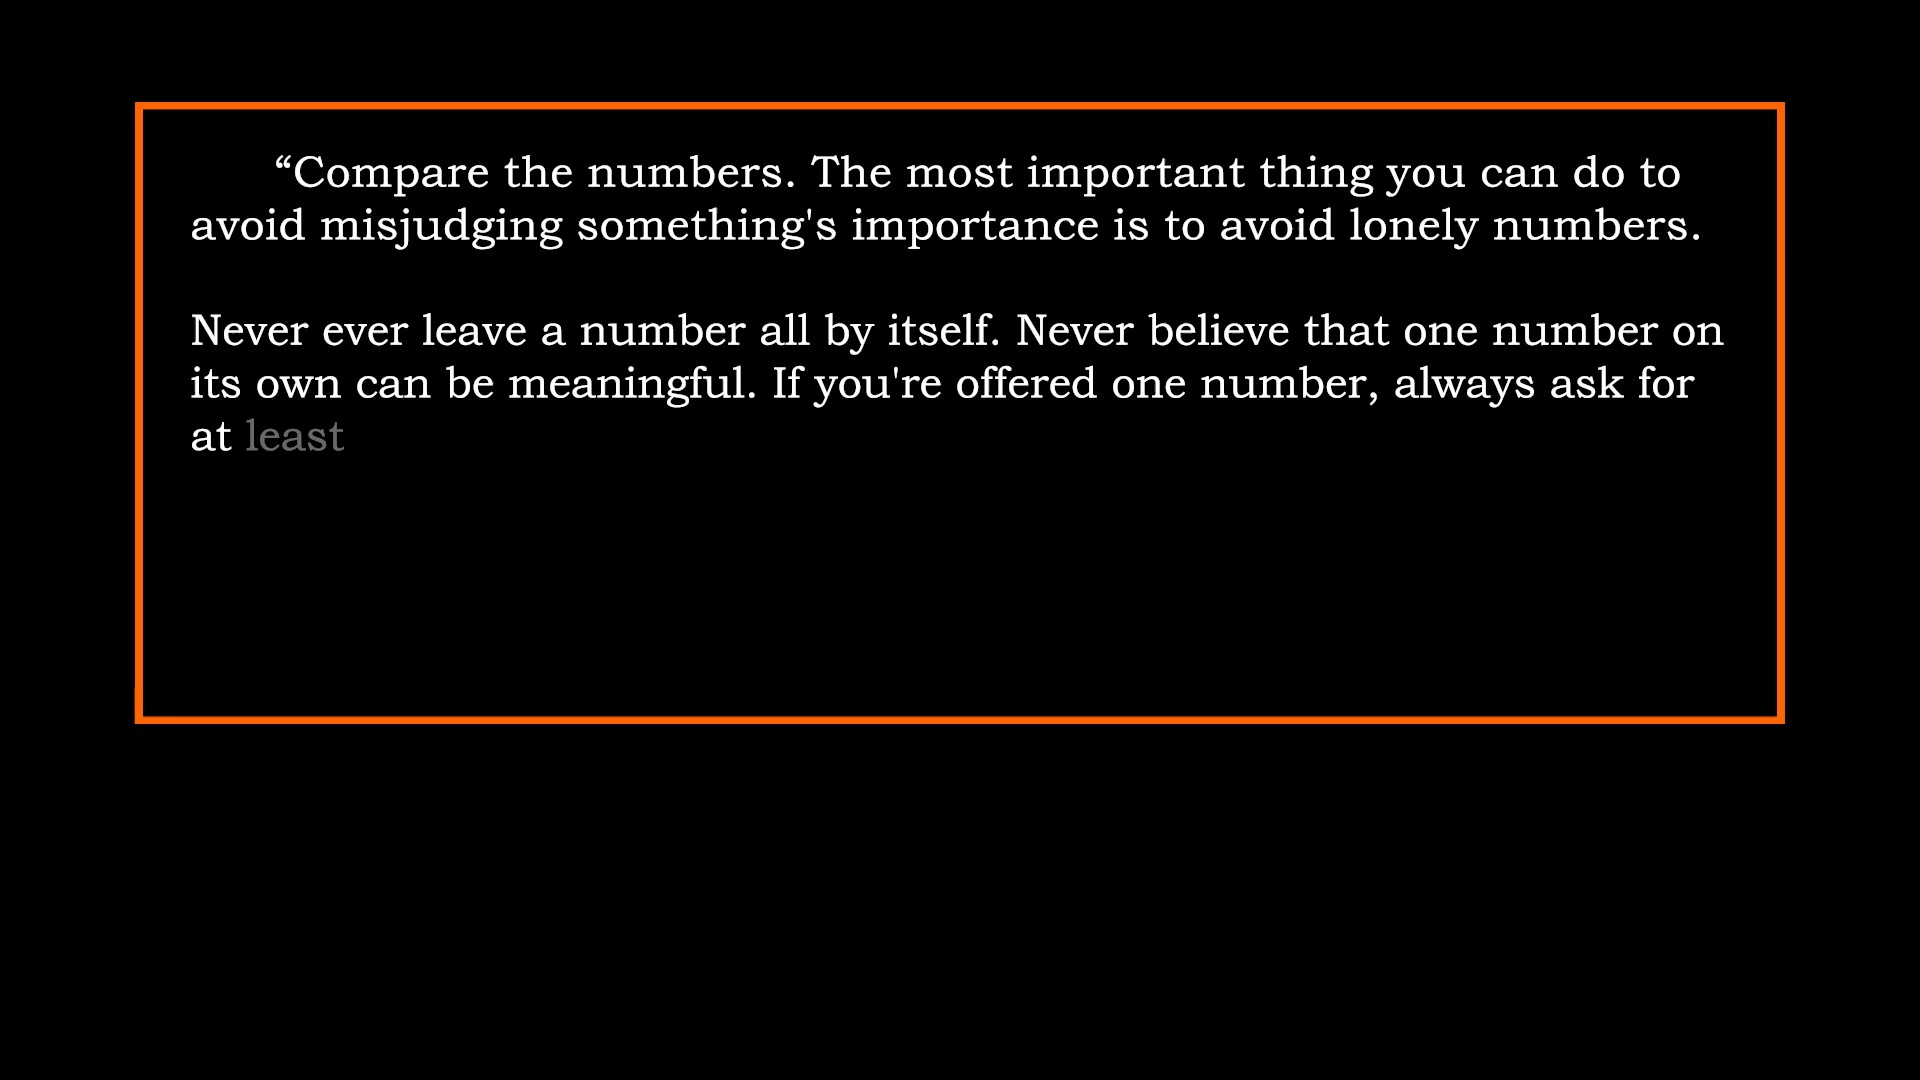 “Compare the numbers. The most important thing you can do to
avoid misjudging something's importance is to avoid lonely numbers.
Never ever leave a number all by itself. Never believe that one number on
its own can be meaningful. If you're offered one number, always ask for
at least